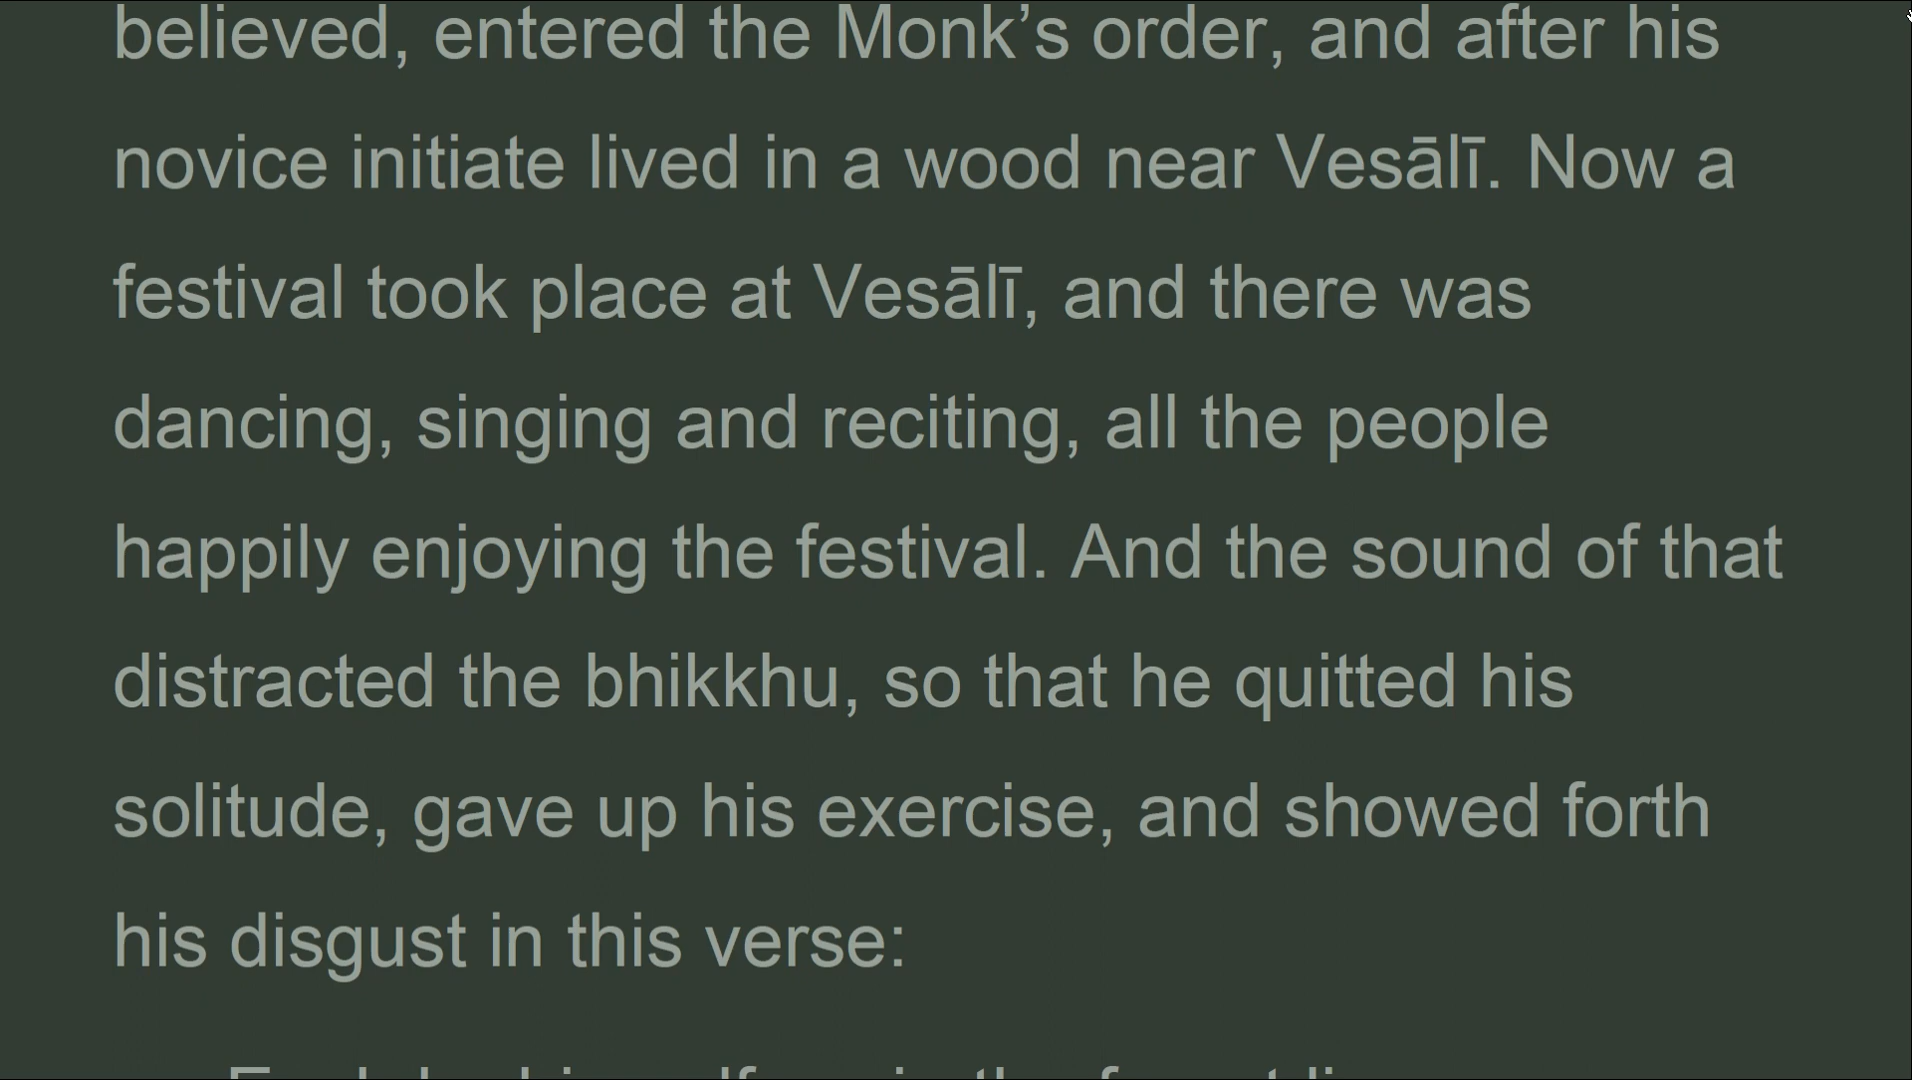 believed, entered the Monk’s order, and after his
novice initiate lived in a wood near Vesālī. Now a
festival took place at Vesālī, and there was
dancing, singing and reciting, all the people
happily enjoying the festival. And the sound of that
distracted the bhikkhu, so that he quitted his
solitude, gave up his exercise, and showed forth
his disgust in this verse: